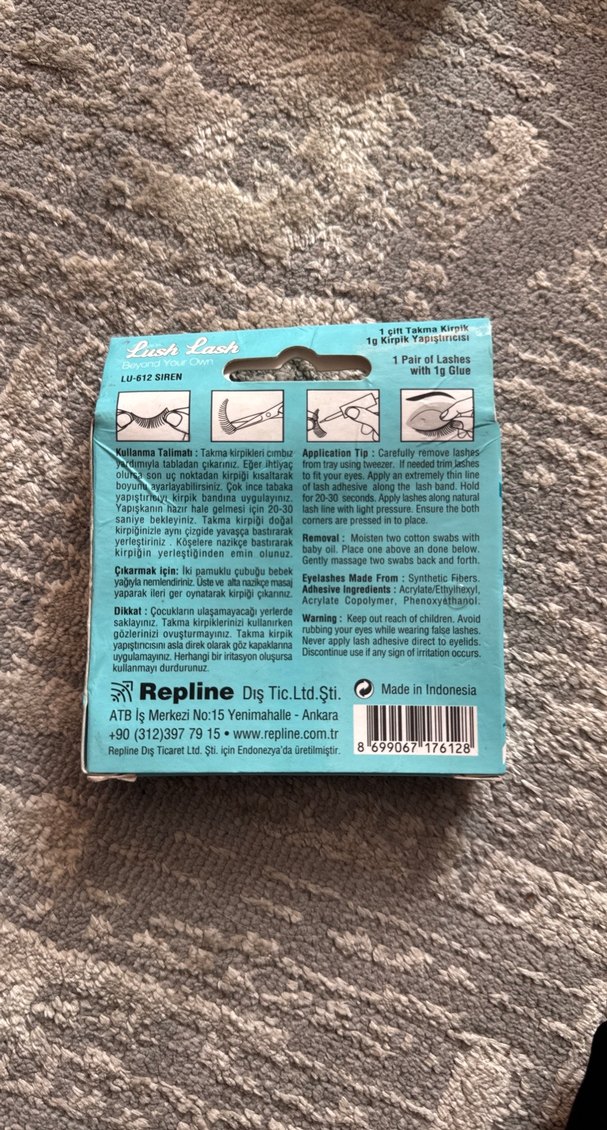 Lush Lash
Beyond Your Own
LU-612 SIREN
1 çift Takma Kirpik
1g Kirpik Yapıştırıcısı
1 Pair of Lashes
with 1g Glue
Kullanma Talimatı : Takma kirpikleri cımbız
yardımıyla tabladan çıkarınız. Eğer ihtiyaç
olursa son uç noktadan kirpiği kısaltarak
boyunu ayarlayabilirsiniz. Çok ince tabaka
yapıştırıcıyı kirpik bandına uygulayınız.
Yapışkanın hazır hale gelmesi için 20-30
saniye bekleyiniz. Takma kirpiği doğal
kirpiğinizle aynı çizgide yavaşça bastırarak
yerleştiriniz . Köşelere nazikçe bastırarak
kirpiğin yerleştiğinden emin olunuz.
Çıkarmak için: İki pamuklu çubuğu bebek
yağıyla nemlendiriniz. Üste ve alta nazikçe masaj
yaparak ileri ger oynatarak kirpiği çıkarınız.
Dikkat : Çocukların ulaşamayacağı yerlerde
saklayınız. Takma kirpiklerinizi kullanırken
gözlerinizi ovuşturmayınız. Takma kirpik
yapıştırıcısını asla direk olarak göz kapaklarına
uygulamayınız. Herhangi bir iritasyon oluşursa
kullanmayı durdurunuz.
Application Tip : Carefully remove lashes
from tray using tweezer. If needed trim lashes
to fit your eyes. Apply an extremely thin line
of lash adhesive along the lash band. Hold
for 20-30 seconds. Apply lashes along natural
lash line with light pressure. Ensure the both
corners are pressed in to place.
Removal : Moisten two cotton swabs with
baby oil. Place one above an done below.
Gently massage two swabs back and forth.
Eyelashes Made From : Synthetic Fibers.
Adhesive Ingredients : Acrylate/Ethylhexyl,
Acrylate Copolymer, Phenoxyethanol.
Warning : Keep out reach of children. Avoid
rubbing your eyes while wearing false lashes.
Never apply lash adhesive direct to eyelids.
Discontinue use if any sign of irritation occurs.
Repline Dış Tic.Ltd.Şti.
ATB İş Merkezi No:15 Yenimahalle - Ankara
+90 (312)397 79 15 • www.repline.com.tr
Repline Dış Ticaret Ltd. Şti. için Endonezya'da üretilmiştir.
Made in Indonesia
8 699067 176128